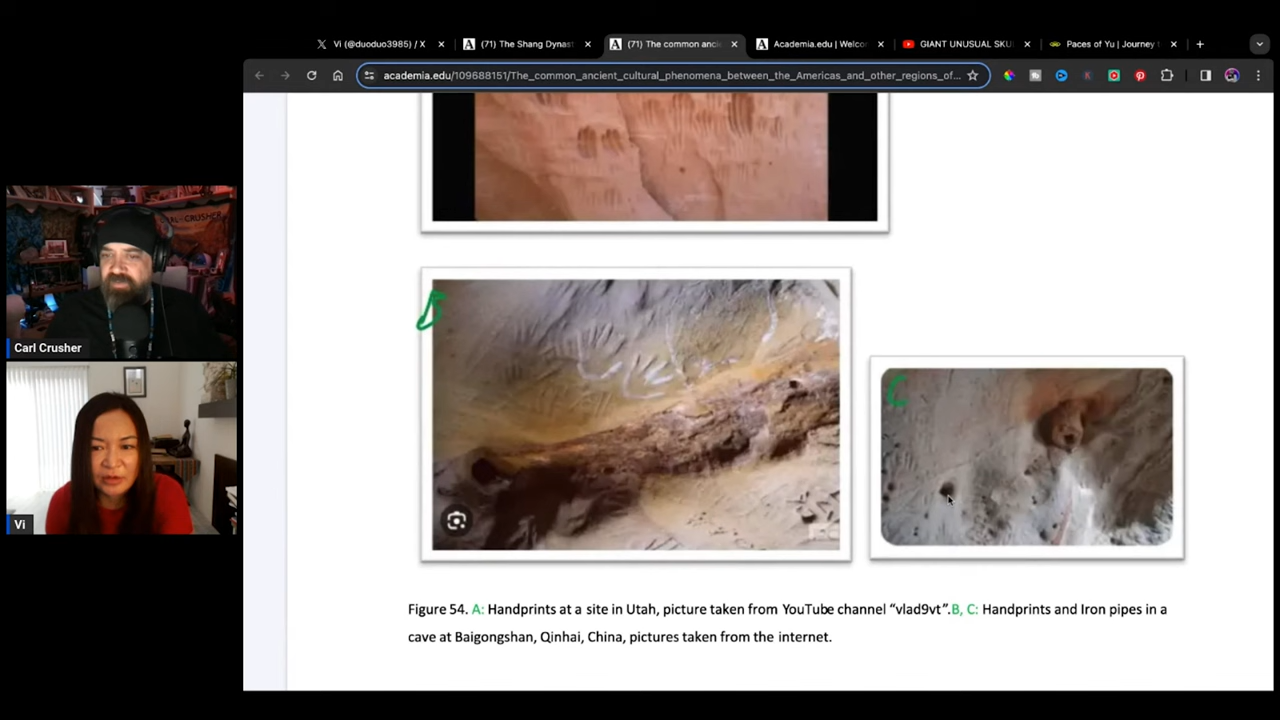 Vi (@duoduo3985) / X
(71) The Shang Dynast
(71) The common anci
Academia.edu | Welco
GIANT UNUSUAL SKU
Paces of Yu | Journey t
academia.edu/109688151/The_common_ancient_cultural_phenomena_between_the_Americas_and_other_regions_of...
Carl Crusher
Vi
C
Figure 54. A: Handprints at a site in Utah, picture taken from YouTube channel “vlad9vt”.B, C: Handprints and Iron pipes in a
cave at Baigongshan, Qinhai, China, pictures taken from the internet.